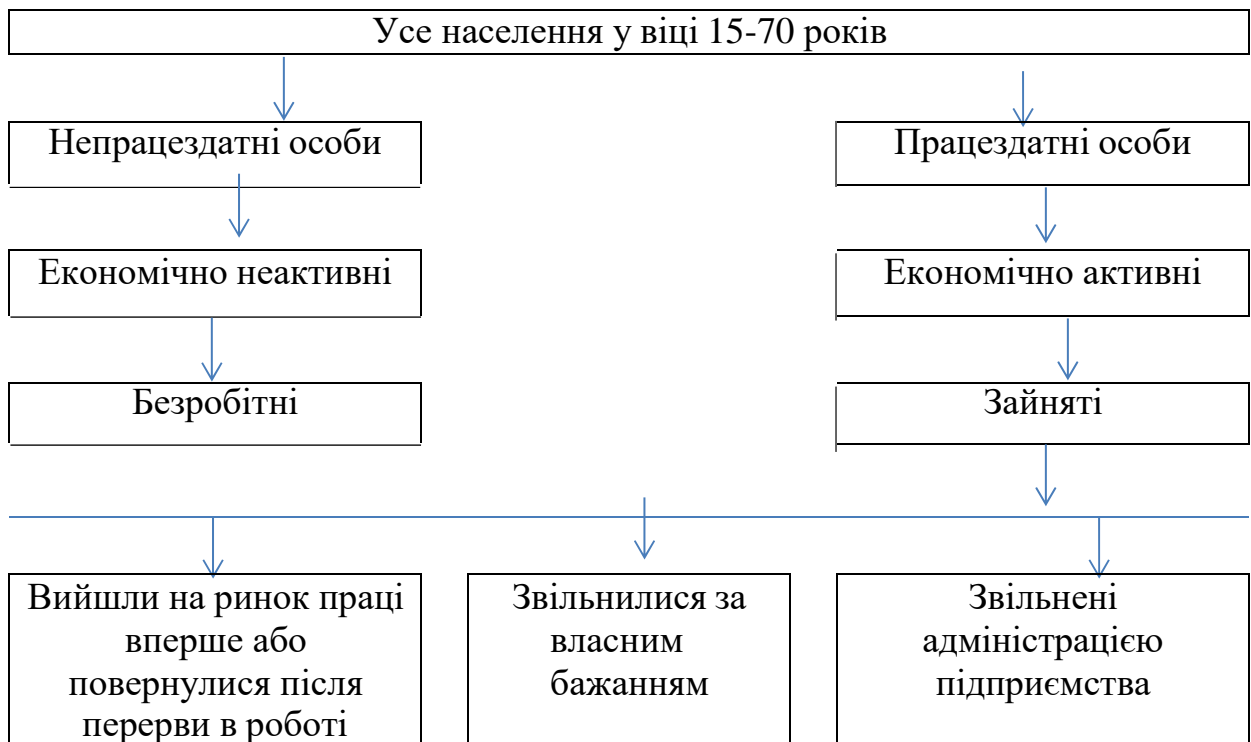 Усе населення у віці 15-70 років
Непрацездатні особи
Працездатні особи
Економічно неактивні
Економічно активні
Безробітні
Зайняті
Вийшли на ринок праці
вперше або
повернулися після
перерви в роботі
Звільнилися за
власним
бажанням
Звільнені
адміністрацією
підприємства